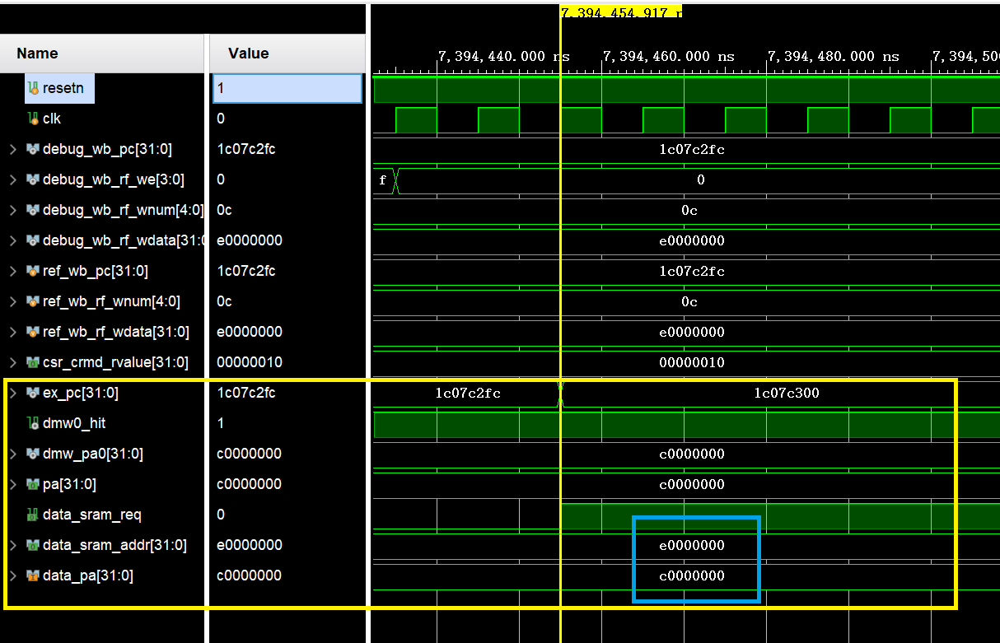 7,394,454.917 n
7,394,440.000 ns 7,394,460.000 ns 7,394,480.000 ns 7,394,50
Name Value
resetn 1
clk 0
debug_wb_pc[31:0] 1c07c2fc 1c07c2fc
debug_wb_rf_we[3:0] 0 f 0
debug_wb_rf_wnum[4:0] 0c 0c
debug_wb_rf_wdata[31:0 e0000000 e0000000
ref_wb_pc[31:0] 1c07c2fc 1c07c2fc
ref_wb_rf_wnum[4:0] 0c 0c
ref_wb_rf_wdata[31:0] e0000000 e0000000
csr_crmd_rvalue[31:0] 00000010 00000010
ex_pc[31:0] 1c07c2fc 1c07c2fc 1c07c300
dmw0_hit 1
dmw_pa0[31:0] c0000000 c0000000
pa[31:0] c0000000 c0000000
data_sram_req 0
data_sram_addr[31:0] e0000000 e0000000
data_pa[31:0] c0000000 c0000000